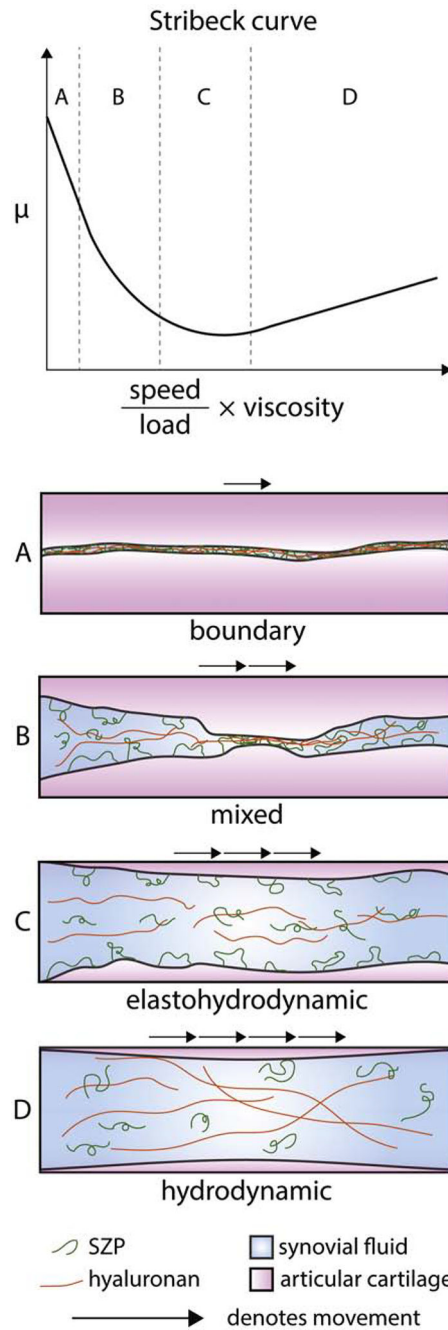 Stribeck curve
A B C D
μ
speed
load × viscosity
A
boundary
B
mixed
C
elastohydrodynamic
D
hydrodynamic
SZP synovial fluid
hyaluronan articular cartilage
denotes movement